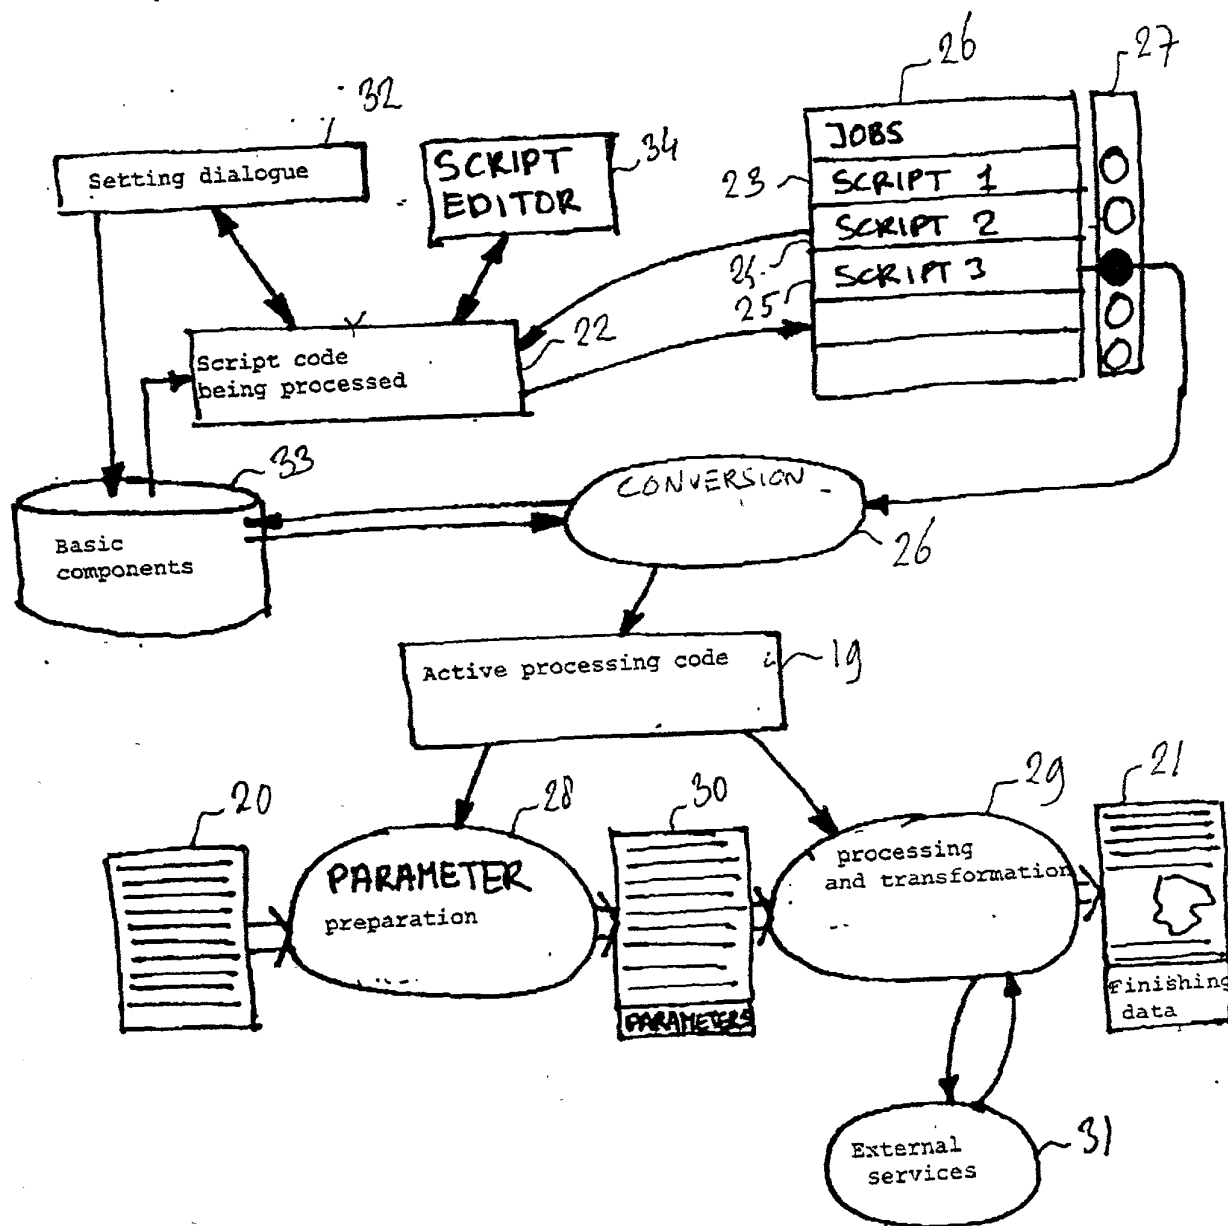 26
27
32
JOBS
34
SCRIPT
EDITOR
Setting dialogue
23
SCRIPT 1
SCRIPT 2
24
SCRIPT 3
25
22
Script code
being processed
33
CONVERSION
26
Basic
components
Active processing code
19
20
28
30
29
21
PARAMETER
preparation
processing
and transformation
PARAMETERS
Finishing
data
External
services
31